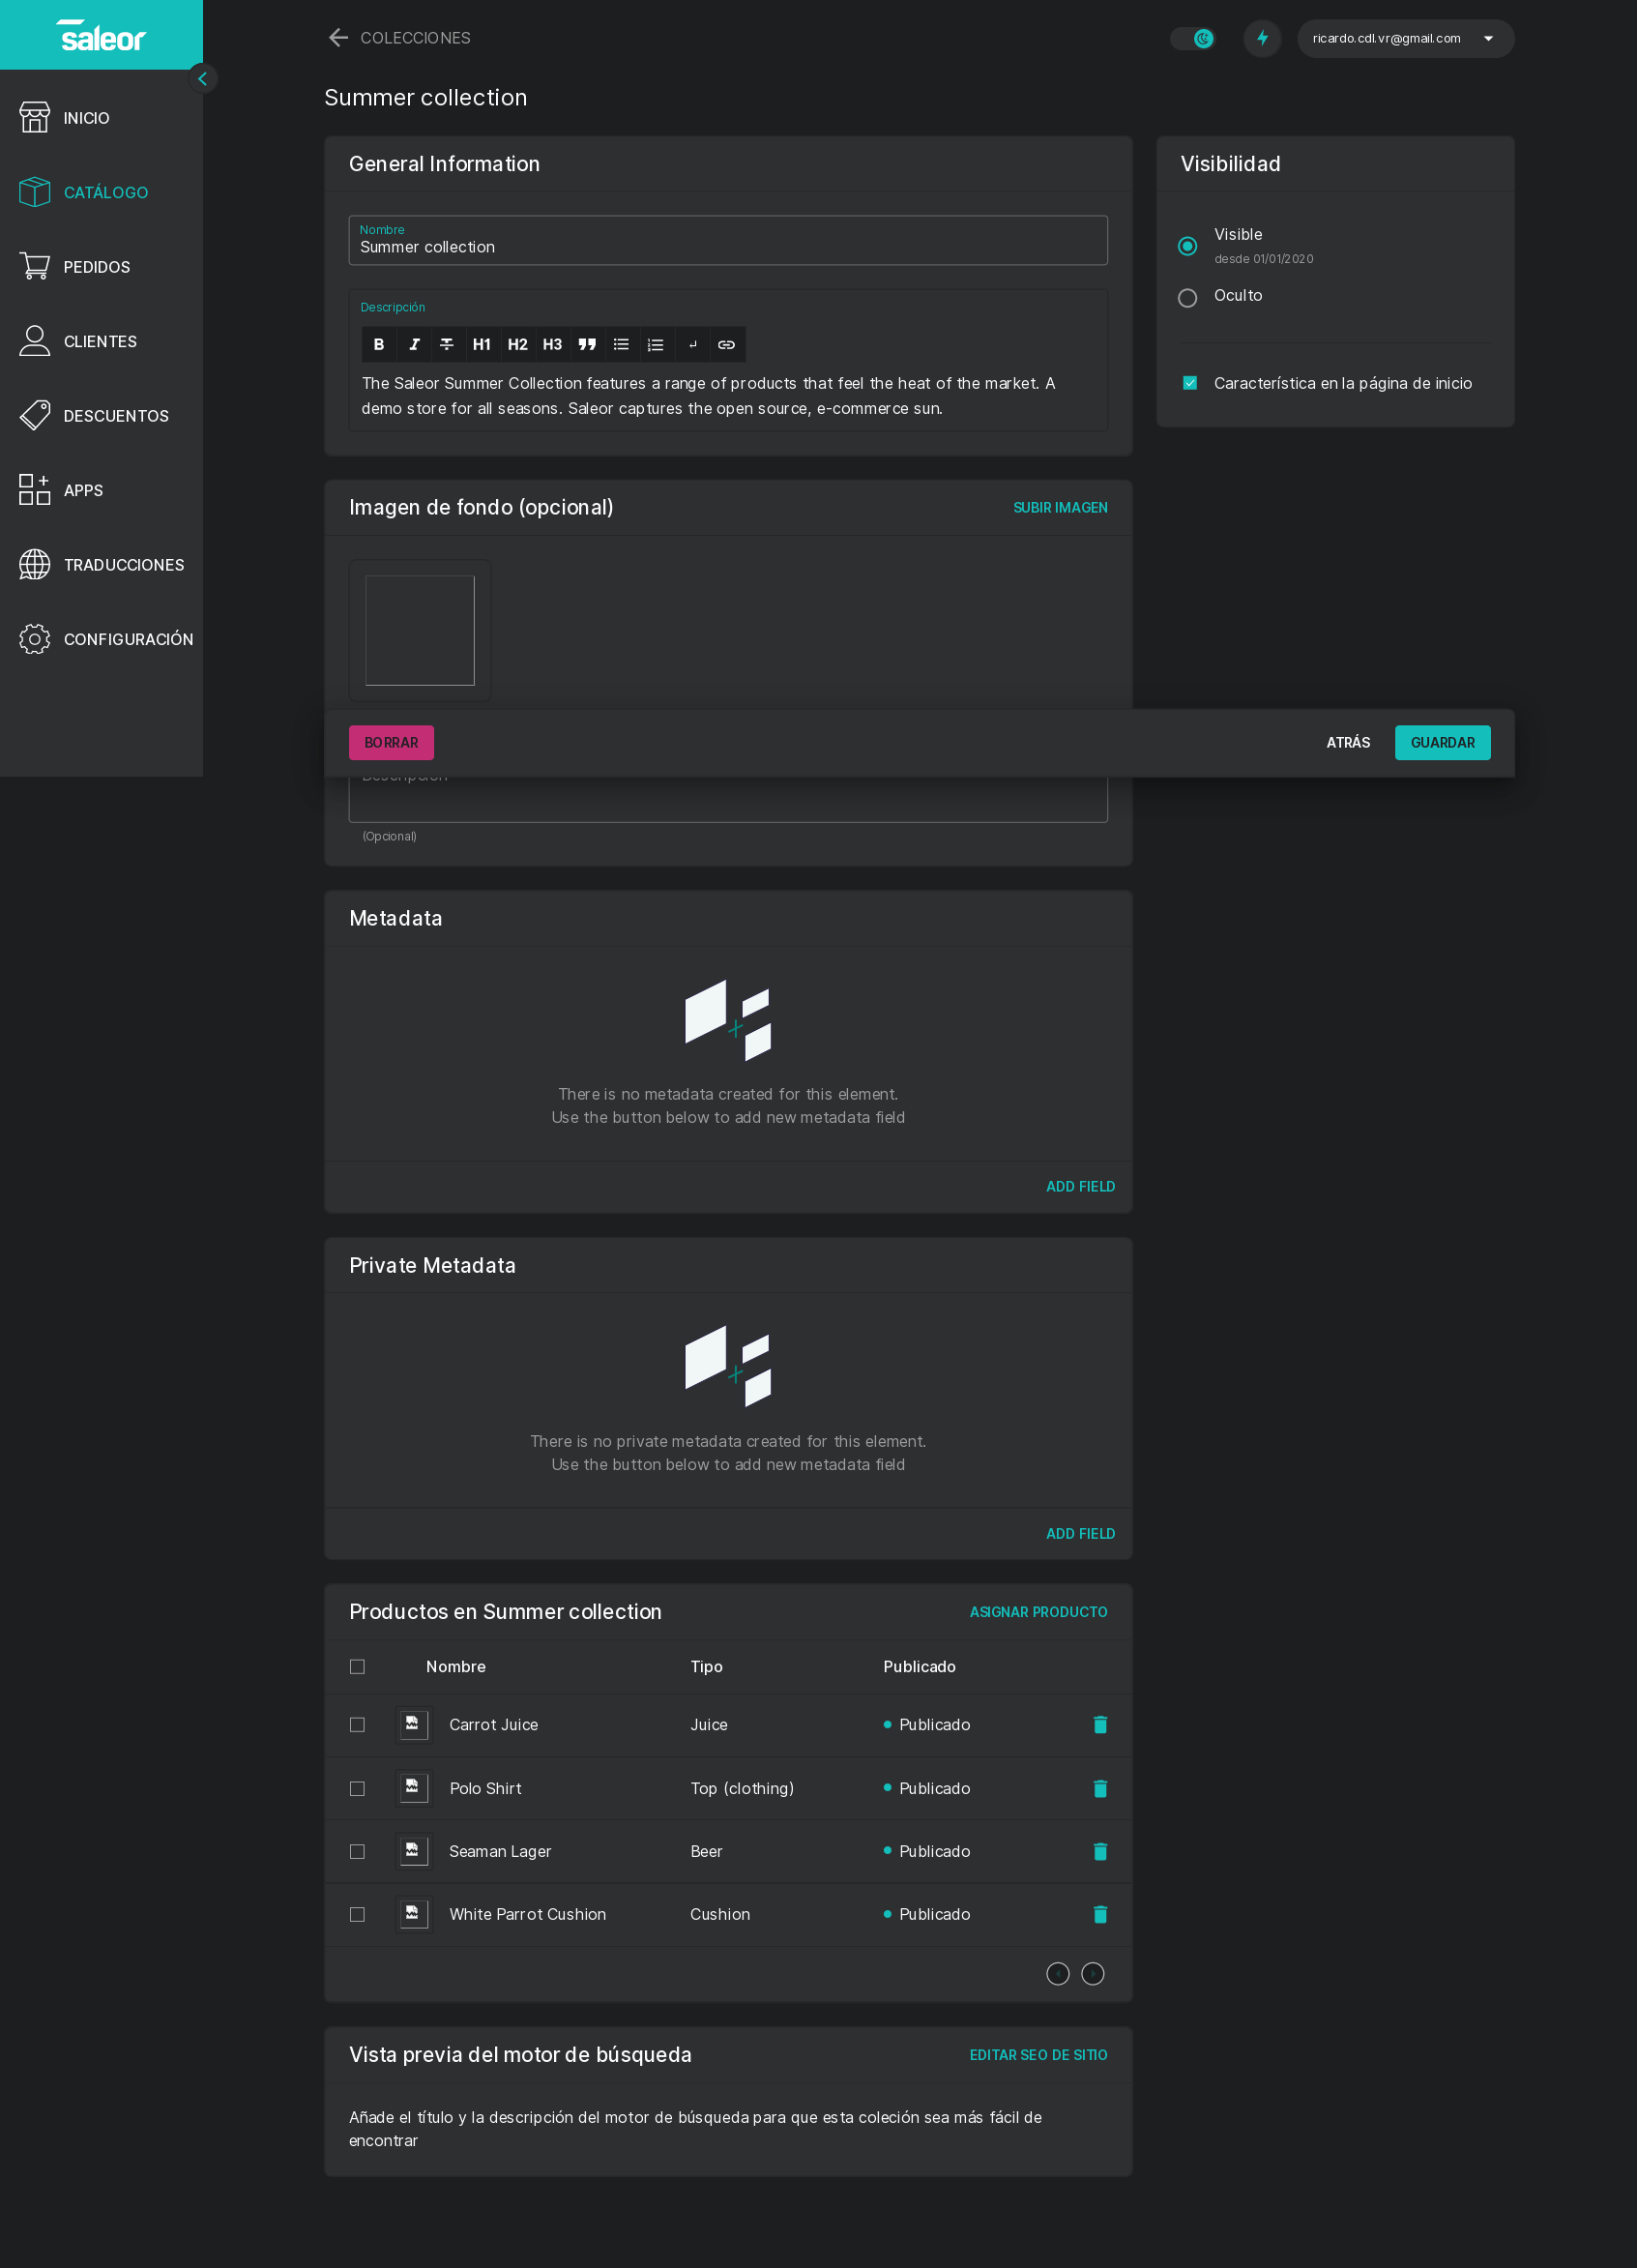 saleor
INICIO
CATÁLOGO
PEDIDOS
CLIENTES
DESCUENTOS
APPS
TRADUCCIONES
CONFIGURACIÓN
COLECCIONES
ricardo.cdl.vr@gmail.com
Summer collection
General Information
Nombre
Summer collection
Descripción
B I T H1 H2 H3
The Saleor Summer Collection features a range of products that feel the heat of the market. A
demo store for all seasons. Saleor captures the open source, e-commerce sun.
Visibilidad
Visible
desde 01/01/2020
Oculto
Característica en la página de inicio
Imagen de fondo (opcional)
SUBIR IMAGEN
BORRAR
ATRÁS
GUARDAR
Descripción
(Opcional)
Metadata
There is no metadata created for this element.
Use the button below to add new metadata field
ADD FIELD
Private Metadata
There is no private metadata created for this element.
Use the button below to add new metadata field
ADD FIELD
Productos en Summer collection
ASIGNAR PRODUCTO
Nombre Tipo Publicado
Carrot Juice Juice Publicado
Polo Shirt Top (clothing) Publicado
Seaman Lager Beer Publicado
White Parrot Cushion Cushion Publicado
Vista previa del motor de búsqueda
EDITAR SEO DE SITIO
Añade el título y la descripción del motor de búsqueda para que esta coleción sea más fácil de
encontrar